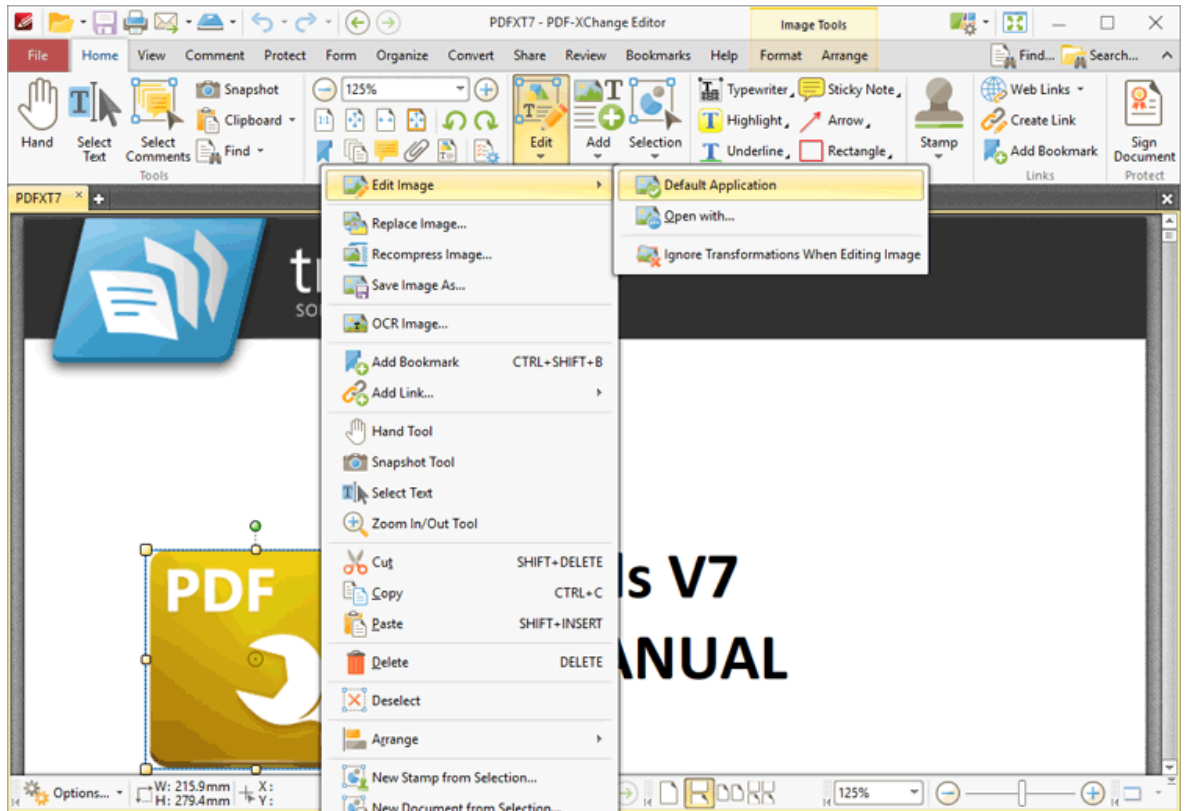 PDFXT7 - PDF-XChange Editor
Image Tools
File Home View Comment Protect Form Organize Convert Share Review Bookmarks Help Format Arrange Find... Search...
Hand
Select Text
Select Comments
Snapshot
Clipboard
Find
Tools
125%
1:1
Edit
Add
Selection
Typewriter
Sticky Note
Highlight
Arrow
Underline
Rectangle
Stamp
Web Links
Create Link
Add Bookmark
Links
Sign Document
Protect
PDFXT7
Edit Image
Default Application
Open with...
Ignore Transformations When Editing Image
Replace Image...
Recompress Image...
Save Image As...
OCR Image...
Add Bookmark CTRL+SHIFT+B
Add Link...
Hand Tool
Snapshot Tool
Select Text
Zoom In/Out Tool
Cut SHIFT+DELETE
Copy CTRL+C
Paste SHIFT+INSERT
Delete DELETE
Deselect
Arrange
New Stamp from Selection...
New Document from Selection...
tr
SO
PDF
ls V7
ANUAL
Options...
W: 215.9mm
H: 279.4mm
X:
Y:
125%